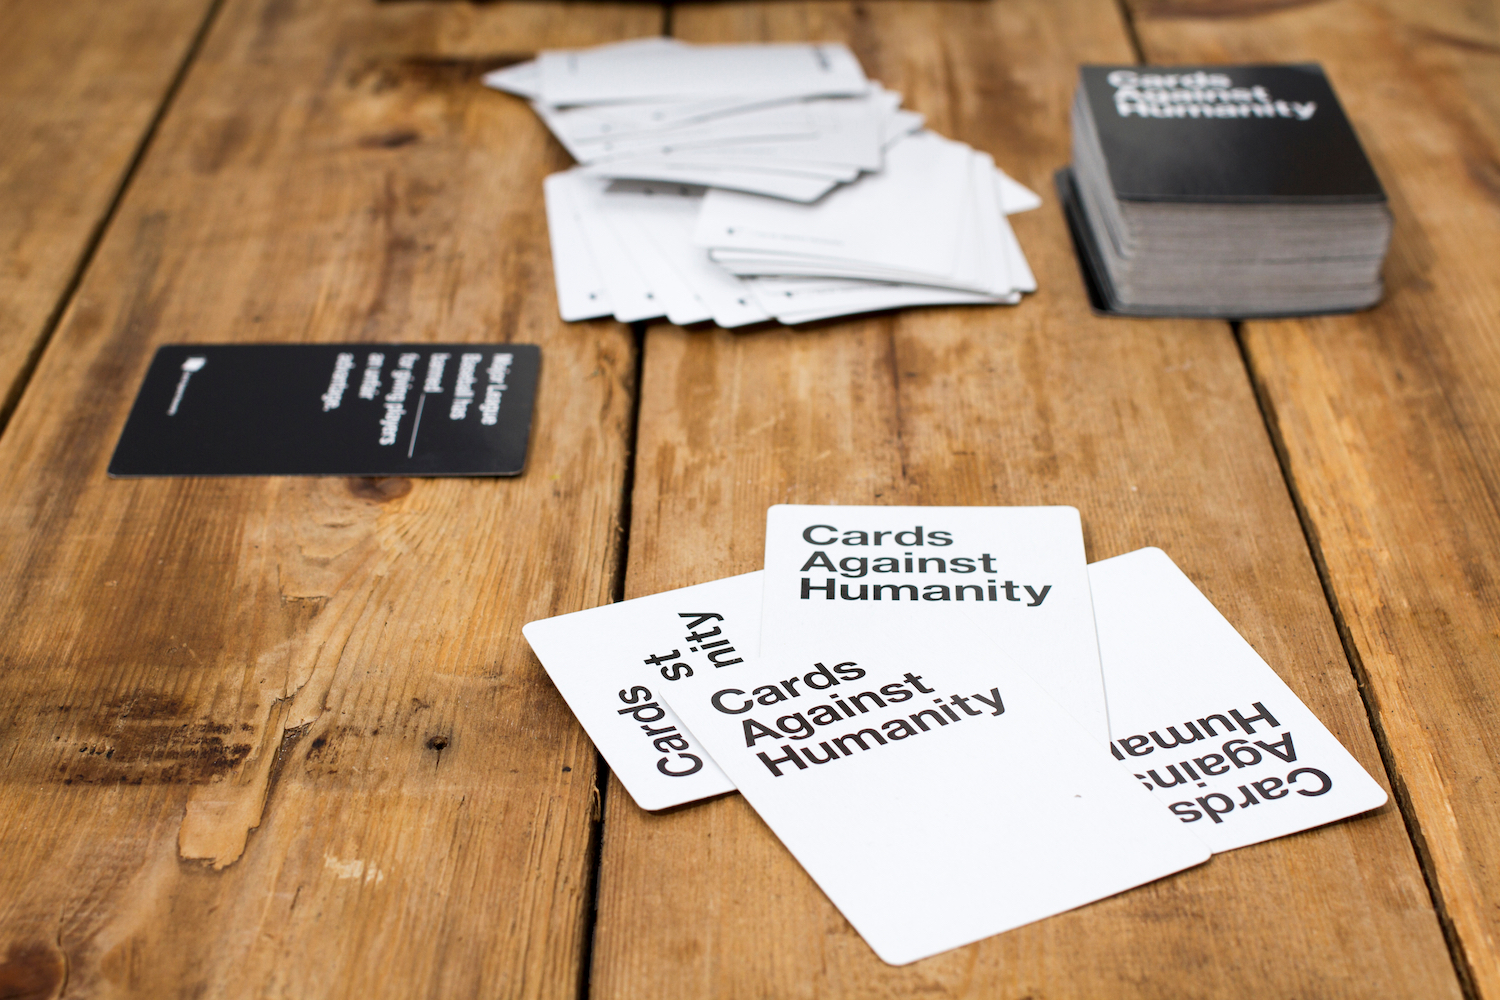 Cards
Against
Humanity
Major League
Baseball has
banned
for giving players
an unfair
advantage.
Cards
Against
Humanity
Cards
st
nity
Cards
Against
Humanity
Cards
Agains
Human